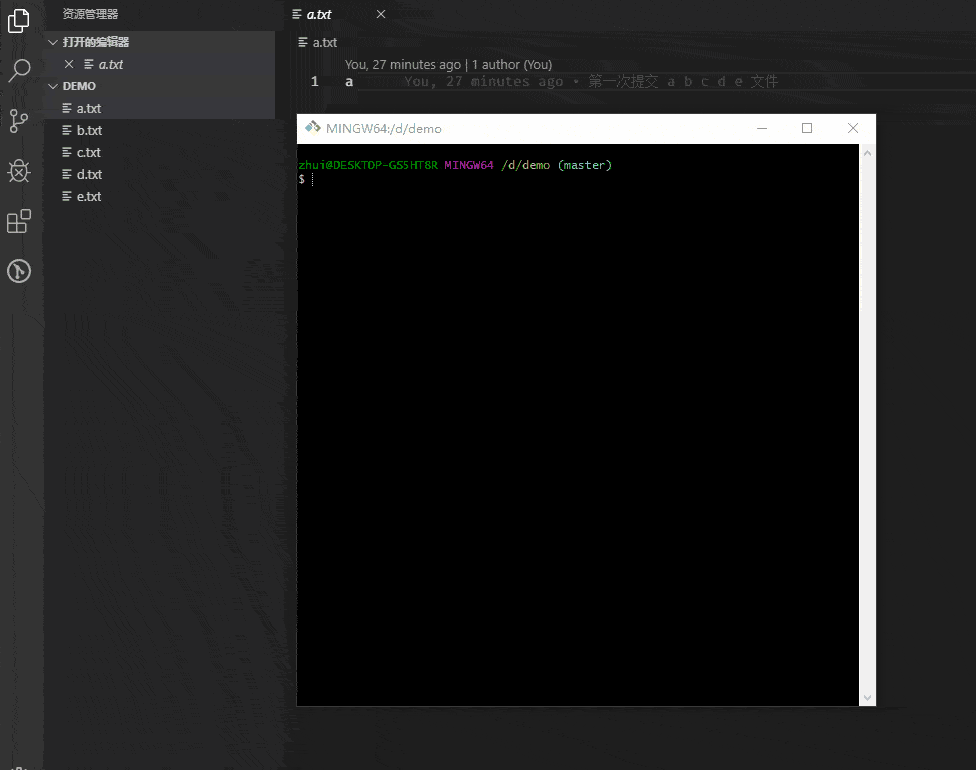 资源管理器
打开的编辑器
a.txt
DEMO
a.txt
b.txt
c.txt
d.txt
e.txt
a.txt
a.txt
You, 27 minutes ago | 1 author (You)
1 a You, 27 minutes ago • 第一次提交 a b c d e 文件
MINGW64:/d/demo
zhui@DESKTOP-GS5HT8R MINGW64 /d/demo (master)
$